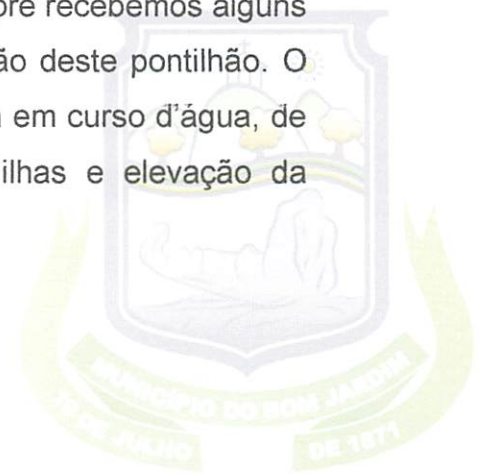 recebemos alguns
ão deste pontilhão. O
em curso d'água, de
ilhas e elevação da
MUNICÍPIO DO BOM JARDIM
19 DE JULHO
DE 1871